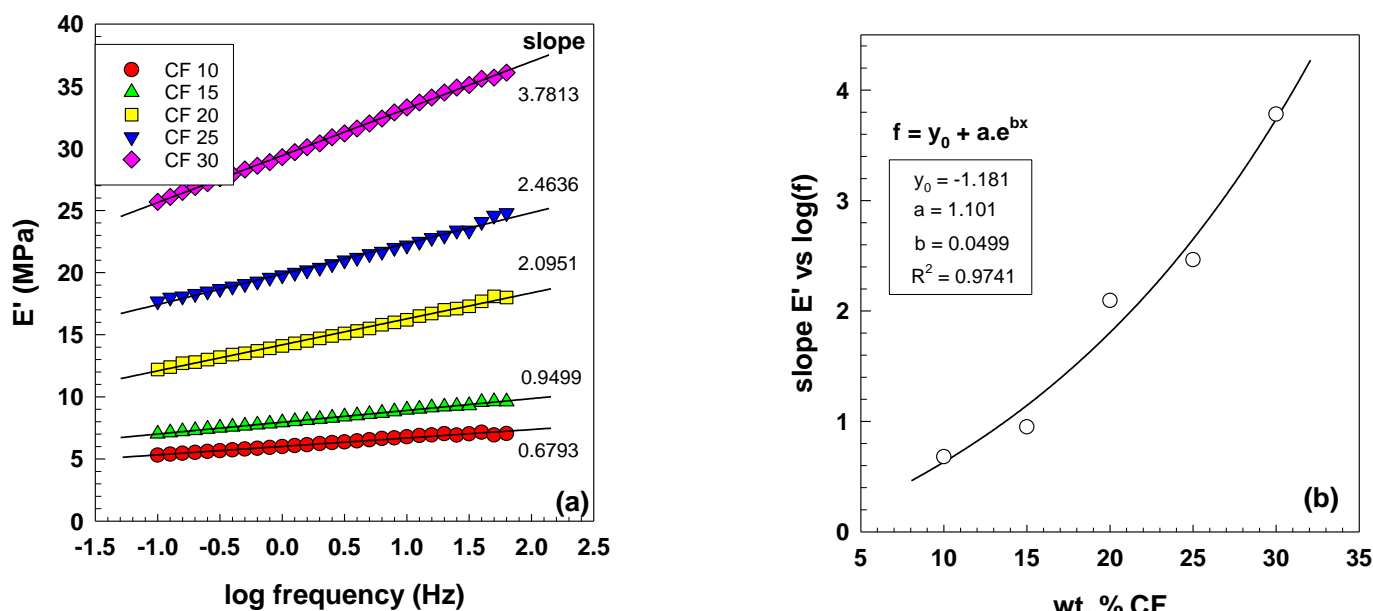 40
35
30
25
20
15
10
5
0
E' (MPa)
CF 10
CF 15
CF 20
CF 25
CF 30
slope
3.7813
2.4636
2.0951
0.9499
0.6793
(a)
-1.5 -1.0 -0.5 0.0 0.5 1.0 1.5 2.0 2.5
log frequency (Hz)
4
3
2
1
0
slope E' vs log(f)
f = y₀ + a.e^bx
y₀ = -1.181
a = 1.101
b = 0.0499
R² = 0.9741
(b)
5 10 15 20 25 30 35
wt. % CF